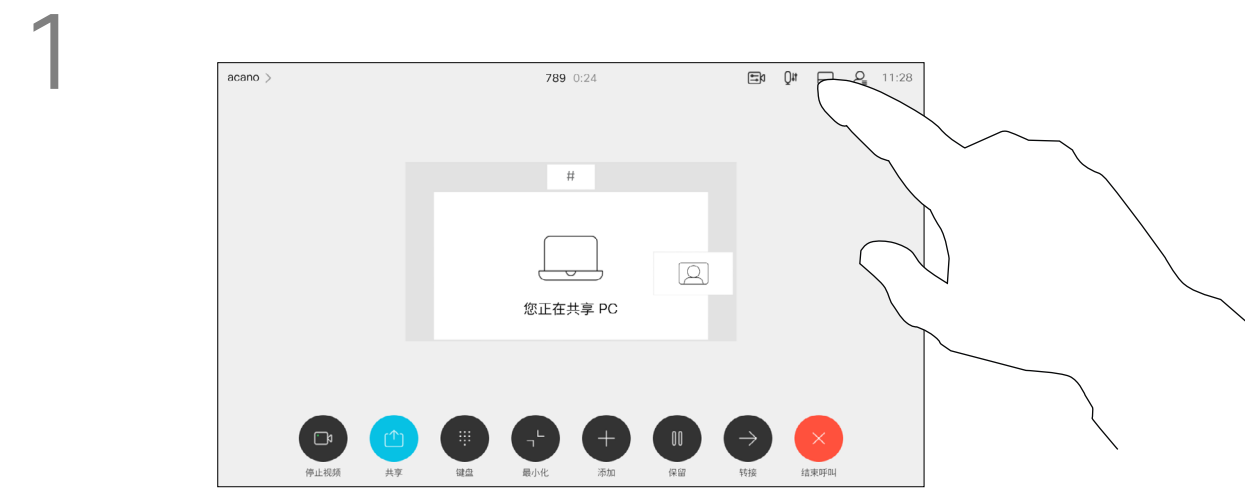 1
acano >
789 0:24
11:28
#
您正在共享 PC
停止视频
共享
键盘
最小化
添加
保留
转接
结束呼叫